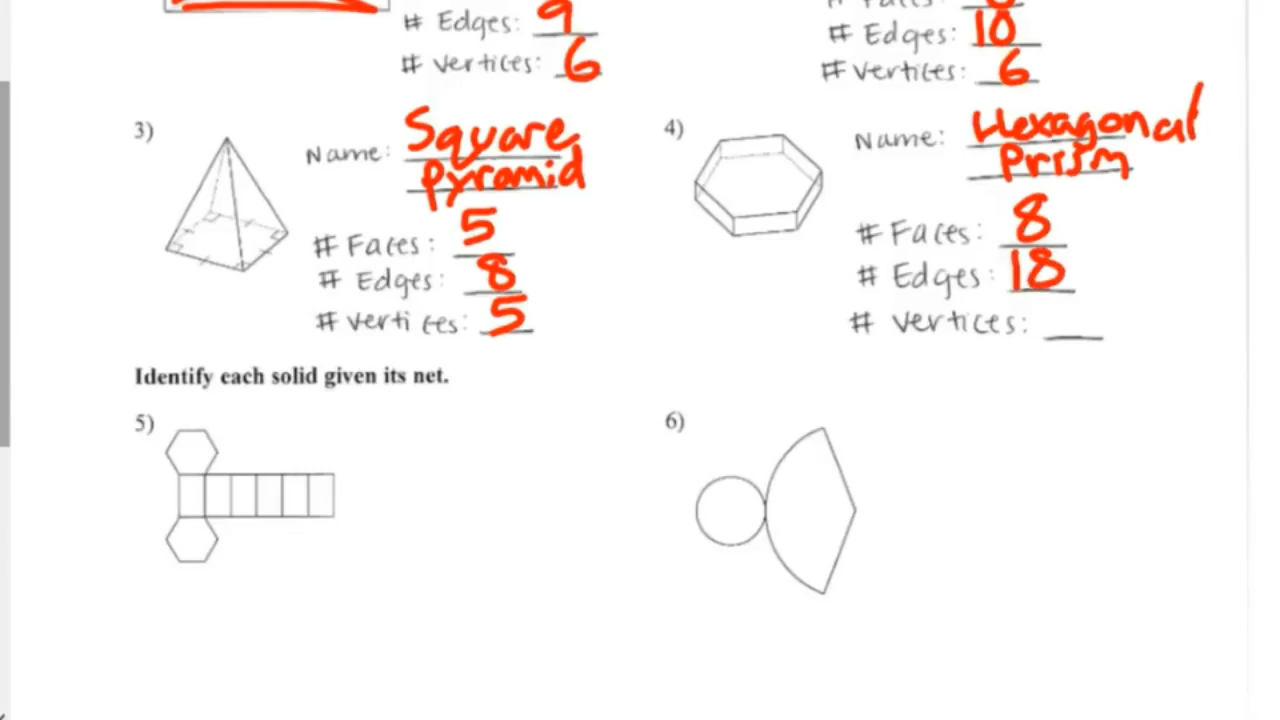 # Edges: 9
# Vertices: 6
# Edges: 10
# Vertices: 6
3)
Name: Square
Pyramid
# Faces: 5
# Edges: 8
# Vertices: 5
4)
Name: Hexagonal
Prism
# Faces: 8
# Edges: 18
# Vertices:
Identify each solid given its net.
5)
6)